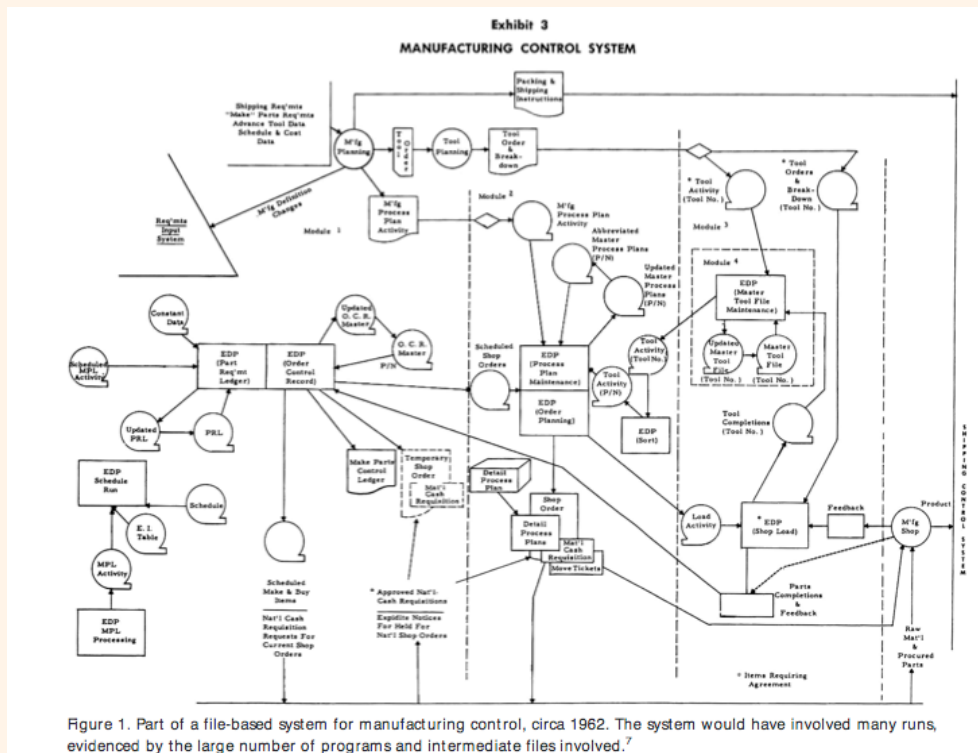 Exhibit 3
MANUFACTURING CONTROL SYSTEM
Packing &
Shipping
Instructions
Shipping Req'mts
"Make" Parts Req'mts
Advance Tool Data
Schedule & Cost
Data
M'fg
Planning
Tool
Order
Tool
Planning
Tool
Order &
Break-
down
* Tool
Activity
(Tool No.)
* Tool
Orders
&
Break-
Down
(Tool No.)
M'fg Definition
Changes
Req'mts
Input
System
Module 1
M'fg
Process
Plan
Activity
Module 2
M'fg
Process Plan
Activity
Abbreviated
Master
Process Plans
(P/N)
Updated
Master
Process
Plans
(P/N)
Module 3
Module 4
EDP
(Master
Tool File
Maintenance)
Updated
Master
Tool
File
(Tool No.)
Master
Tool
File
(Tool No.)
Constant
Data
Scheduled
MPL
Activity
EDP
(Part
Req'mt
Ledger)
EDP
(Order
Control
Record)
Updated
O. C. R.
Master
O. C. R.
Master
P/N
Scheduled
Shop
Orders
EDP
(Process
Plan
Maintenance)
EDP
(Order
Planning)
Tool
Activity
(Tool No.)
Tool
Activity
(P/N)
EDP
(Sort)
Tool
Completions
(Tool No.)
Updated
PRL
PRL
EDP
Schedule
Run
Schedule
E. I.
Table
MPL
Activity
EDP
MPL
Processing
Make Parts
Control
Ledger
Temporary
Shop
Order
Mat'l
Cash
Requisition
Detail
Process
Plan
Shop
Order
Detail
Process
Plans
Mat'l
Cash
Requisition
Move Tickets
Load
Activity
* EDP
(Shop Load)
Feedback
M'fg
Shop
Product
SHIPPING CONTROL SYSTEM
Parts
Completions
&
Feedback
Scheduled
Make & Buy
Items
Mat'l Cash
Requisition
Requests For
Current Shop
Orders
* Approved Mat'l-
Cash Requisitions
Expidite Notices
For Held For
Mat'l Shop Orders
Raw
Mat'l
&
Procured
Parts
* Items Requiring
Agreement
Figure 1. Part of a file-based system for manufacturing control, circa 1962. The system would have involved many runs,
evidenced by the large number of programs and intermediate files involved.7